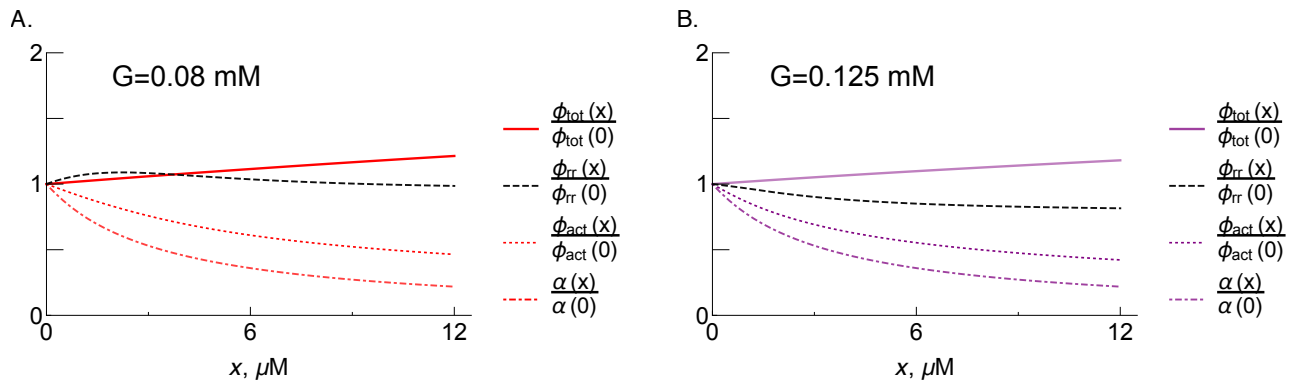 A.
2
1
0
0
6
12
x, μM
G=0.08 mM
ϕtot(x)
ϕtot(0)
ϕrr(x)
ϕrr(0)
ϕact(x)
ϕact(0)
α(x)
α(0)
B.
2
1
0
0
6
12
x, μM
G=0.125 mM
ϕtot(x)
ϕtot(0)
ϕrr(x)
ϕrr(0)
ϕact(x)
ϕact(0)
α(x)
α(0)